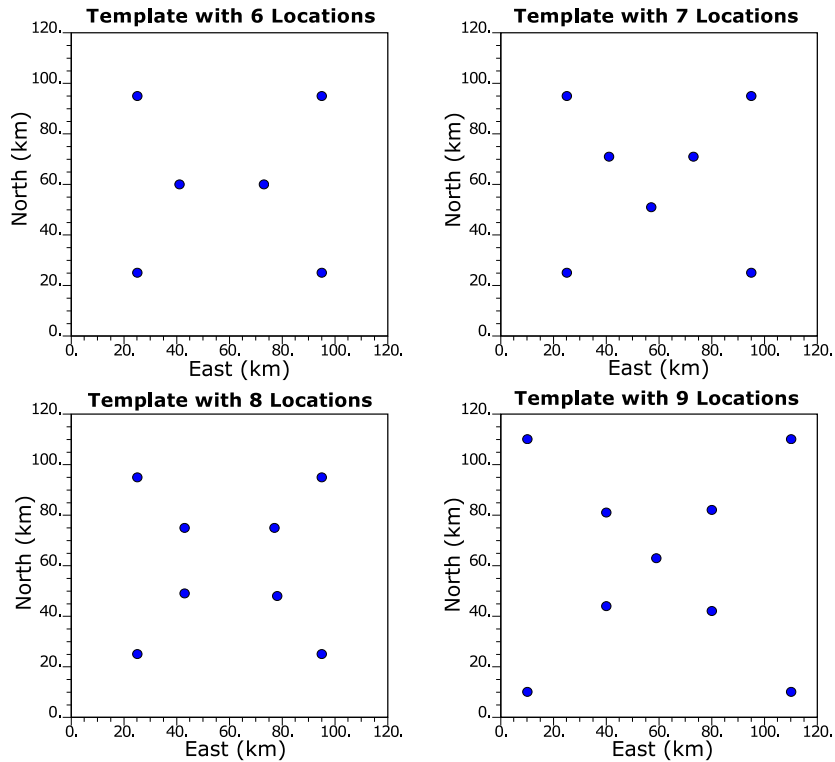 Template with 6 Locations
120.
100.
80.
60.
40.
20.
0.
North (km)
0. 20. 40. 60. 80. 100. 120.
East (km)
Template with 7 Locations
120.
100.
80.
60.
40.
20.
0.
North (km)
0. 20. 40. 60. 80. 100. 120.
East (km)
Template with 8 Locations
120.
100.
80.
60.
40.
20.
0.
North (km)
0. 20. 40. 60. 80. 100. 120.
East (km)
Template with 9 Locations
120.
100.
80.
60.
40.
20.
0.
North (km)
0. 20. 40. 60. 80. 100. 120.
East (km)